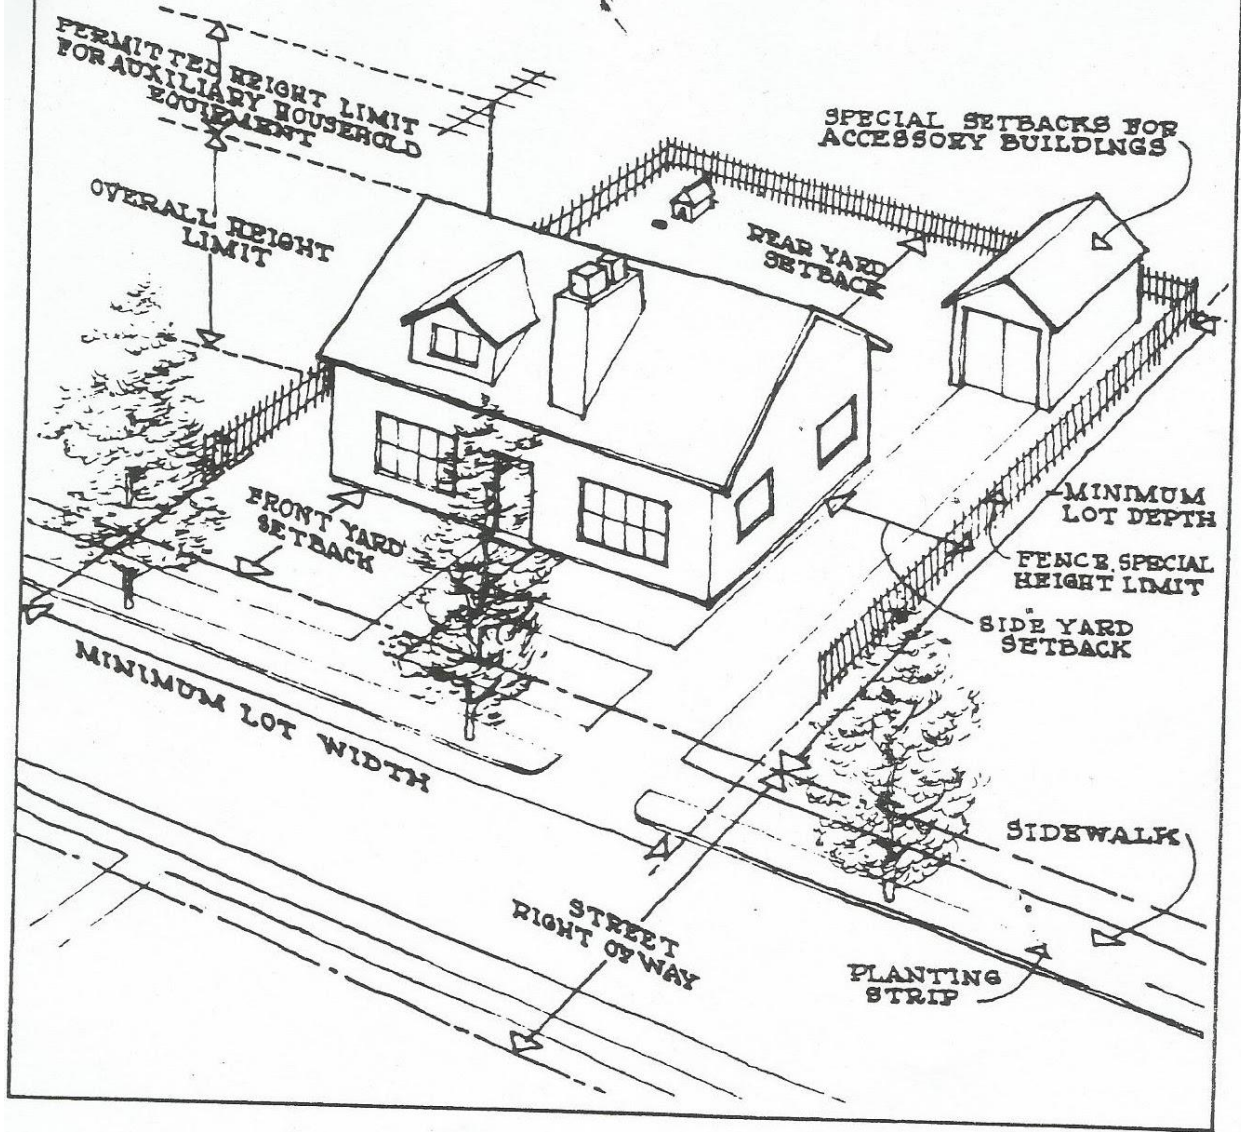 PERMITTED HEIGHT LIMIT
FOR AUXILIARY HOUSEHOLD
EQUIPMENT
OVERALL HEIGHT
LIMIT
SPECIAL SETBACKS FOR
ACCESSORY BUILDINGS
REAR YARD
SETBACK
FRONT YARD
SETBACK
MINIMUM
LOT DEPTH
FENCE, SPECIAL
HEIGHT LIMIT
SIDE YARD
SETBACK
MINIMUM LOT WIDTH
SIDEWALK
STREET
RIGHT OF WAY
PLANTING
STRIP